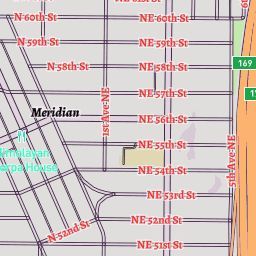 N 60th St
NE 61st St
NE 60th St
N 59th St
NE 59th St
169
N 58th St
NE 58th St
NE 57th St
1st Ave NE
Meridian
NE 56th St
N
NE 55th St
5th Ave NE
House
NE 54th St
NE 53rd St
N 52nd St
NE 52nd St
NE 51st St